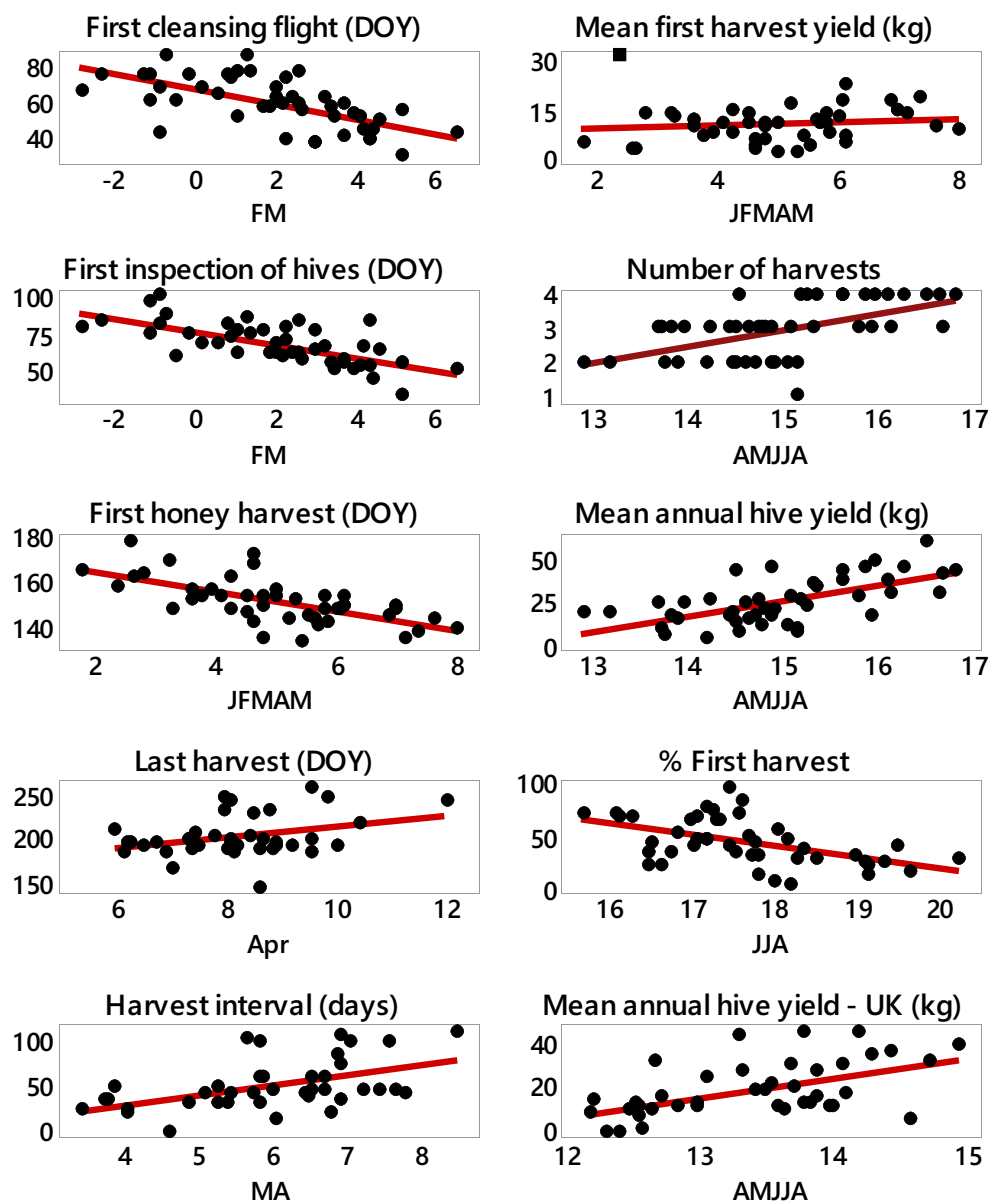 First cleansing flight (DOY)
80
60
40
-2 0 2 4 6
FM
Mean first harvest yield (kg)
30
15
0
2 4 6 8
JFMAM
First inspection of hives (DOY)
100
75
50
-2 0 2 4 6
FM
Number of harvests
4
3
2
1
13 14 15 16 17
AMJJA
First honey harvest (DOY)
180
160
140
2 4 6 8
JFMAM
Mean annual hive yield (kg)
50
25
0
13 14 15 16 17
AMJJA
Last harvest (DOY)
250
200
150
6 8 10 12
Apr
% First harvest
100
50
0
16 17 18 19 20
JJA
Harvest interval (days)
100
50
0
4 5 6 7 8
MA
Mean annual hive yield - UK (kg)
40
20
0
12 13 14 15
AMJJA